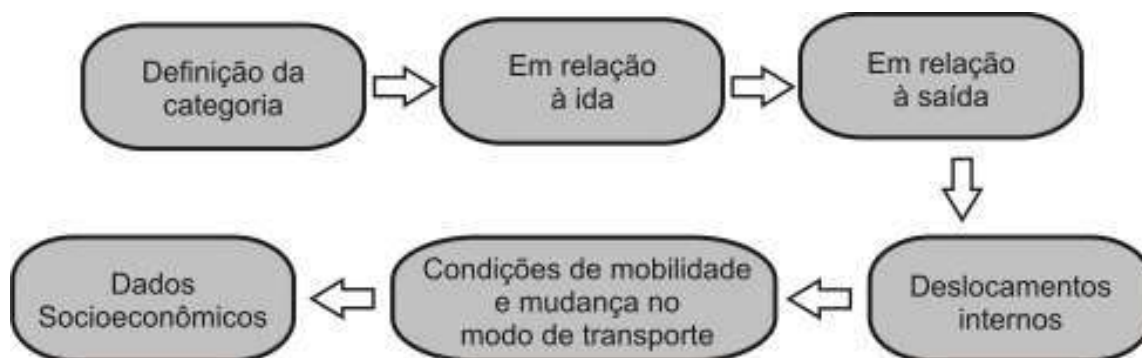 Definição da
categoria
Em relação
à ida
Em relação
à saída
Deslocamentos
internos
Condições de mobilidade
e mudança no
modo de transporte
Dados
Socioeconômicos